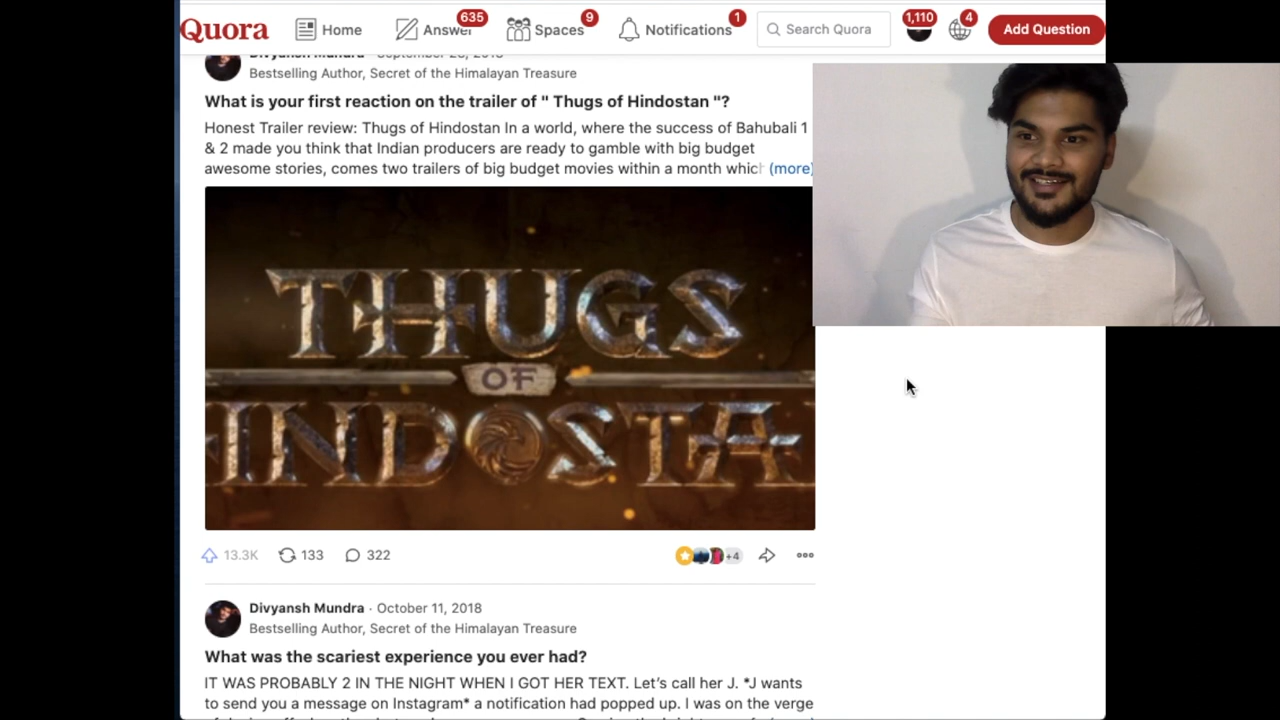 Quora
Home
Answer
635
Spaces
9
Notifications
1
Search Quora
1,110
4
Add Question
Divyansh Mundra
Bestselling Author, Secret of the Himalayan Treasure
What is your first reaction on the trailer of " Thugs of Hindostan "?
Honest Trailer review: Thugs of Hindostan In a world, where the success of Bahubali 1
& 2 made you think that Indian producers are ready to gamble with big budget
awesome stories, comes two trailers of big budget movies within a month which (more)
THUGS
OF
HINDOSTA
13.3K
133
322
+4
Divyansh Mundra · October 11, 2018
Bestselling Author, Secret of the Himalayan Treasure
What was the scariest experience you ever had?
IT WAS PROBABLY 2 IN THE NIGHT WHEN I GOT HER TEXT. Let's call her J. *J wants
to send you a message on Instagram* a notification had popped up. I was on the verge